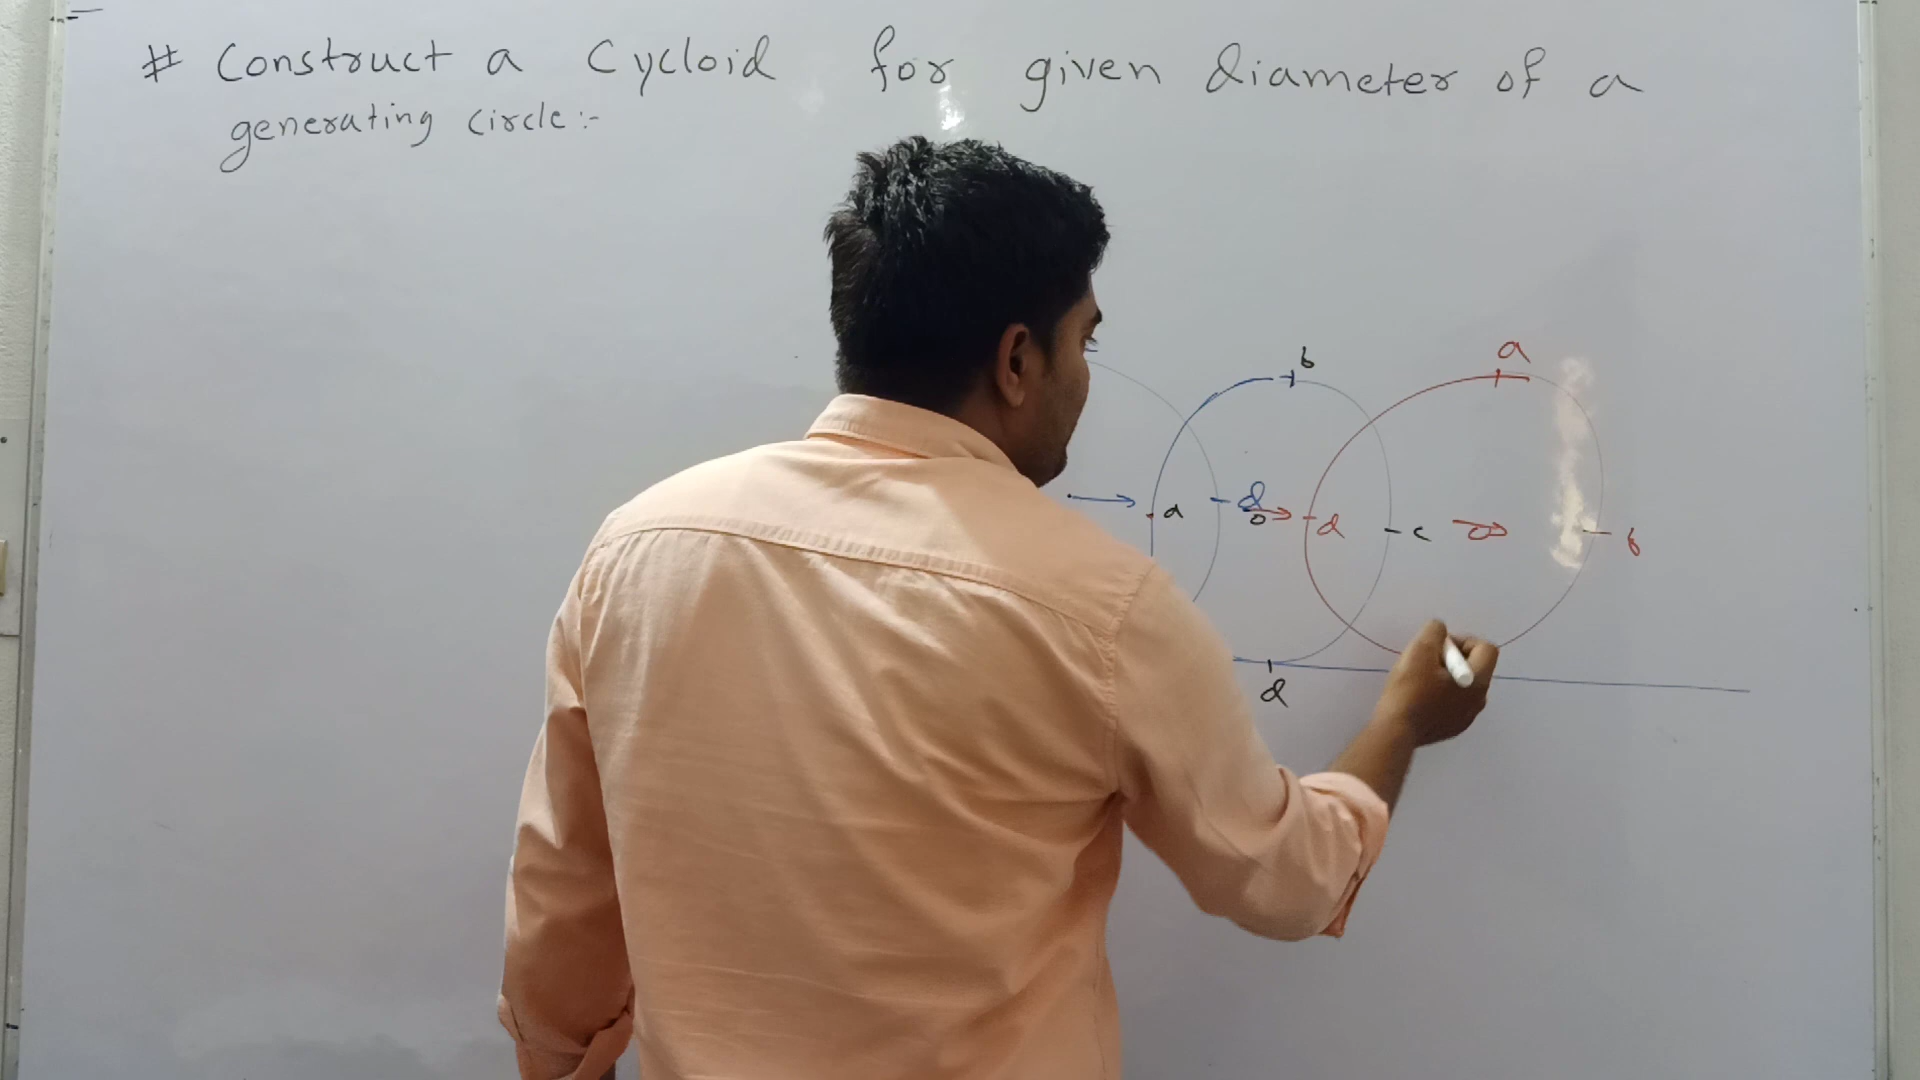 # Construct a Cycloid for given diameter of a
generating circle:-
a
b
a d d c b
d